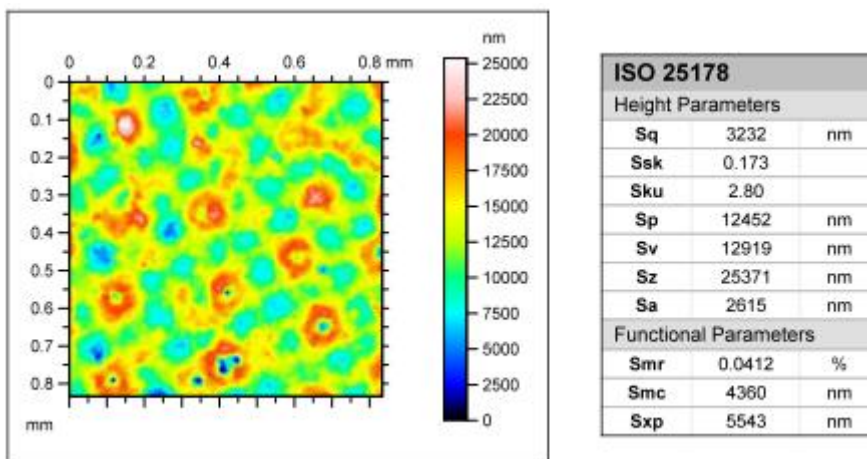 nm
0 0.2 0.4 0.6 0.8 mm
0
0.1
0.2
0.3
0.4
0.5
0.6
0.7
0.8
mm
25000
22500
20000
17500
15000
12500
10000
7500
5000
2500
0
ISO 25178
Height Parameters
Sq 3232 nm
Ssk 0.173
Sku 2.80
Sp 12452 nm
Sv 12919 nm
Sz 25371 nm
Sa 2615 nm
Functional Parameters
Smr 0.0412 %
Smc 4360 nm
Sxp 5543 nm